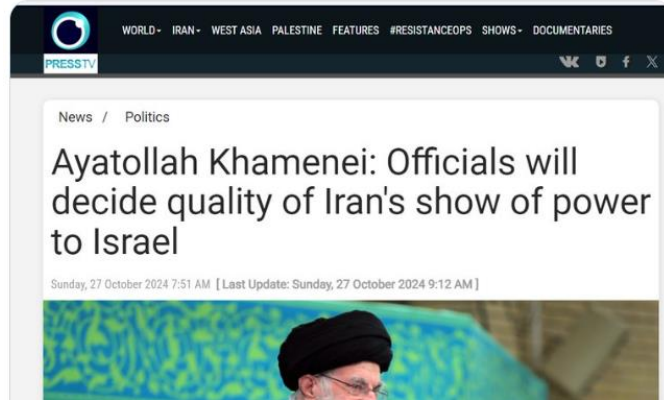 WORLD IRAN WEST ASIA PALESTINE FEATURES #RESISTANCEOPS SHOWS DOCUMENTARIES
PRESSTV
News / Politics
Ayatollah Khamenei: Officials will
decide quality of Iran's show of power
to Israel
Sunday, 27 October 2024 7:51 AM [ Last Update: Sunday, 27 October 2024 9:12 AM ]